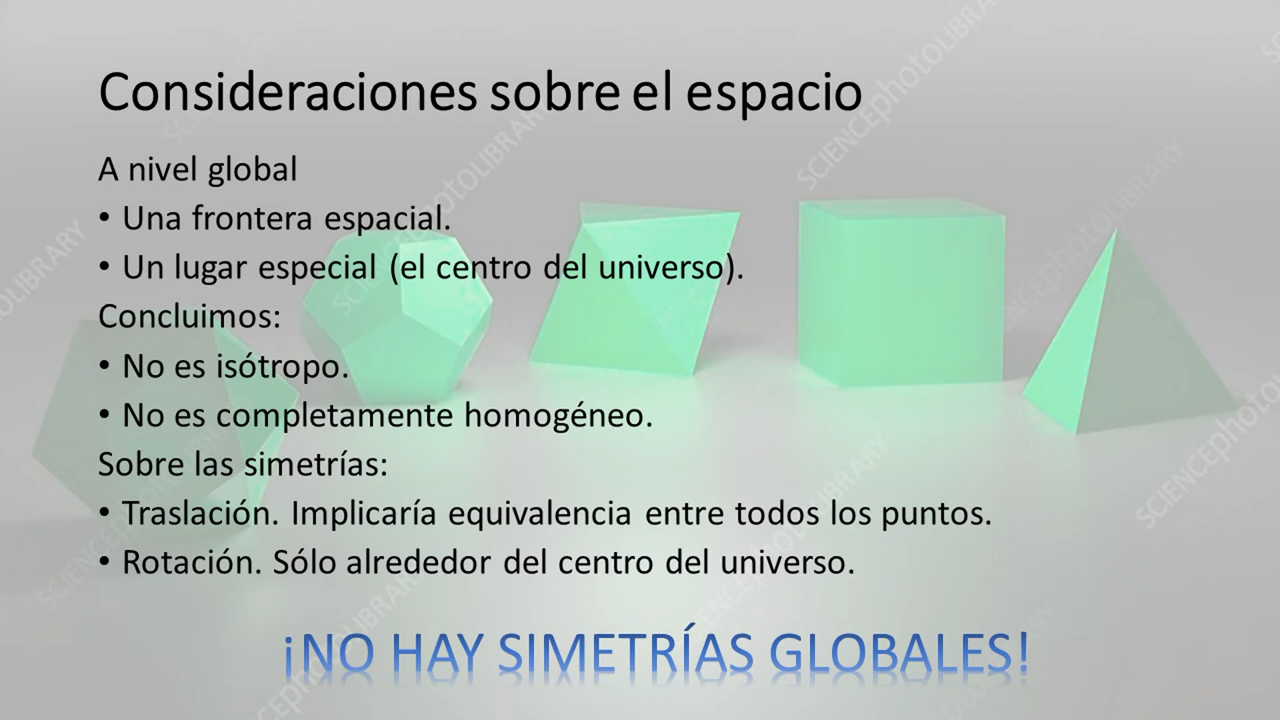 Consideraciones sobre el espacio
A nivel global
• Una frontera espacial.
• Un lugar especial (el centro del universo).
Concluimos:
• No es isótropo.
• No es completamente homogéneo.
Sobre las simetrías:
• Traslación. Implicaría equivalencia entre todos los puntos.
• Rotación. Sólo alrededor del centro del universo.
¡NO HAY SIMETRÍAS GLOBALES!
SCIENCEphotoLIBRARY